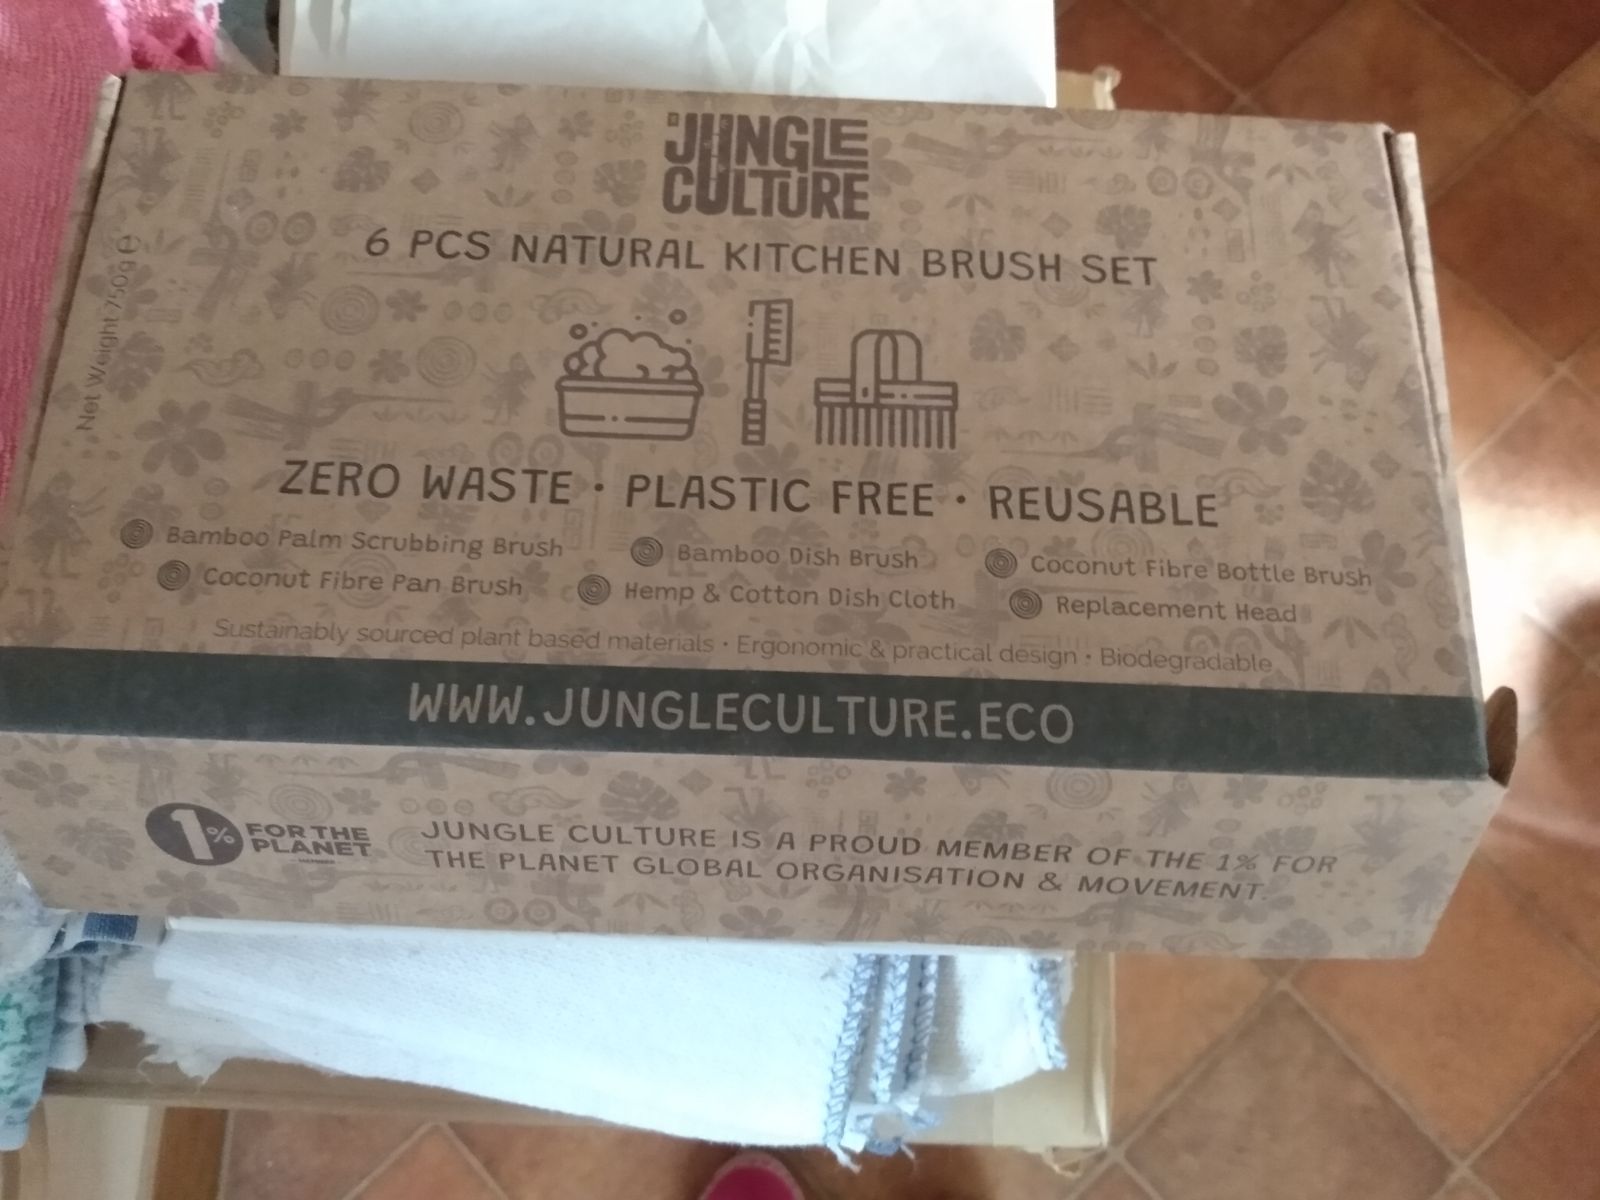 JUNGLE
CULTURE
6 PCS NATURAL KITCHEN BRUSH SET
Net Weight 750g e
ZERO WASTE · PLASTIC FREE · REUSABLE
Bamboo Palm Scrubbing Brush
Bamboo Dish Brush
Coconut Fibre Bottle Brush
Coconut Fibre Pan Brush
Hemp & Cotton Dish Cloth
Replacement Head
Sustainably sourced plant based materials · Ergonomic & practical design · Biodegradable
WWW.JUNGLECULTURE.ECO
1%
FOR THE
PLANET
JUNGLE CULTURE IS A PROUD MEMBER OF THE 1% FOR
THE PLANET GLOBAL ORGANISATION & MOVEMENT.